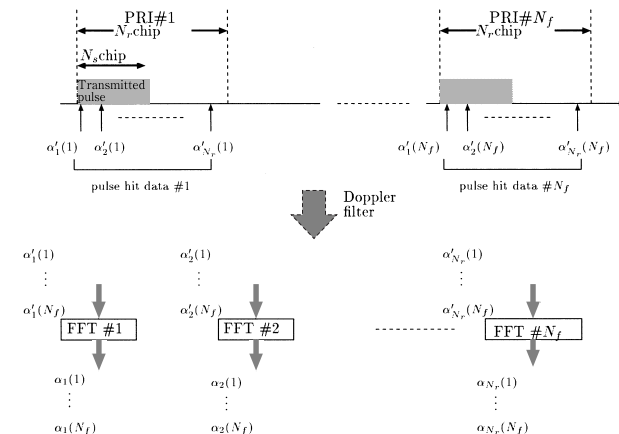 PRI#1
N_r chip
N_s chip
Transmitted
pulse
α′_1(1) α′_2(1) α′_{N_r}(1)
pulse hit data #1
PRI#N_f
N_r chip
α′_1(N_f) α′_2(N_f) α′_{N_r}(N_f)
pulse hit data #N_f
Doppler
filter
α′_1(1)
⋮
α′_1(N_f)
FFT #1
α_1(1)
⋮
α_1(N_f)
α′_2(1)
⋮
α′_2(N_f)
FFT #2
α_2(1)
⋮
α_2(N_f)
α′_{N_r}(1)
⋮
α′_{N_r}(N_f)
FFT #N_f
α_{N_r}(1)
⋮
α_{N_r}(N_f)